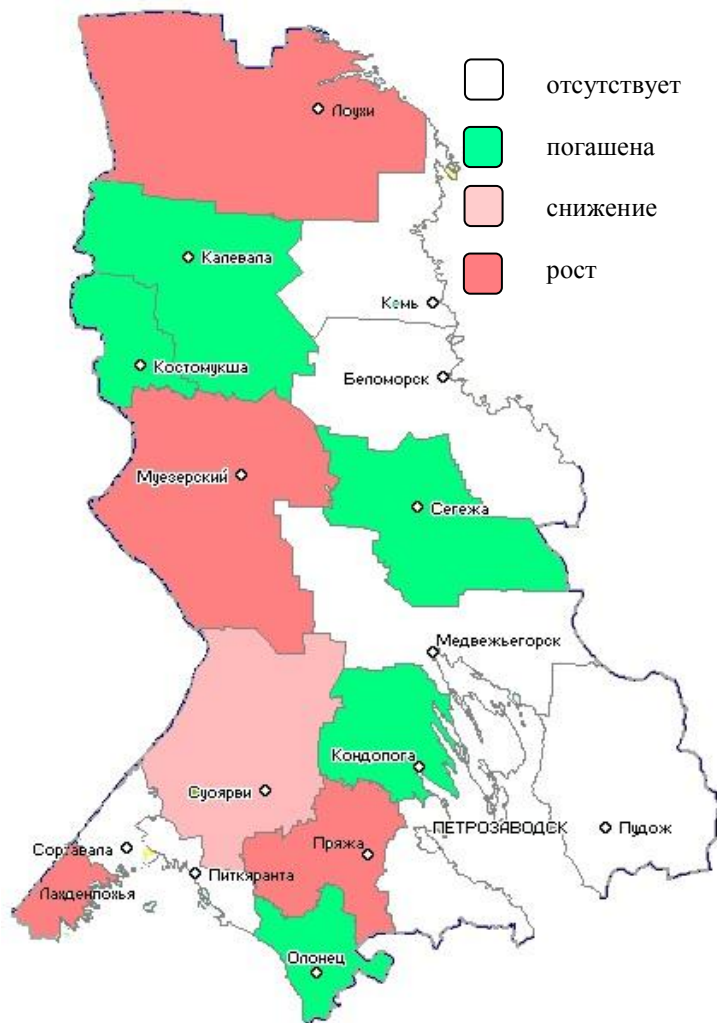 отсутствует
Лоухи
погашена
снижение
Калевала
рост
Кемь
Костомукша
Беломорск
Муезерский
Сегежа
Медвежьегорск
Кондопога
Суоярви
ПЕТРОЗАВОДСК
Пудож
Пряжа
Сортавала
Питкяранта
Лахденпохья
Олонец